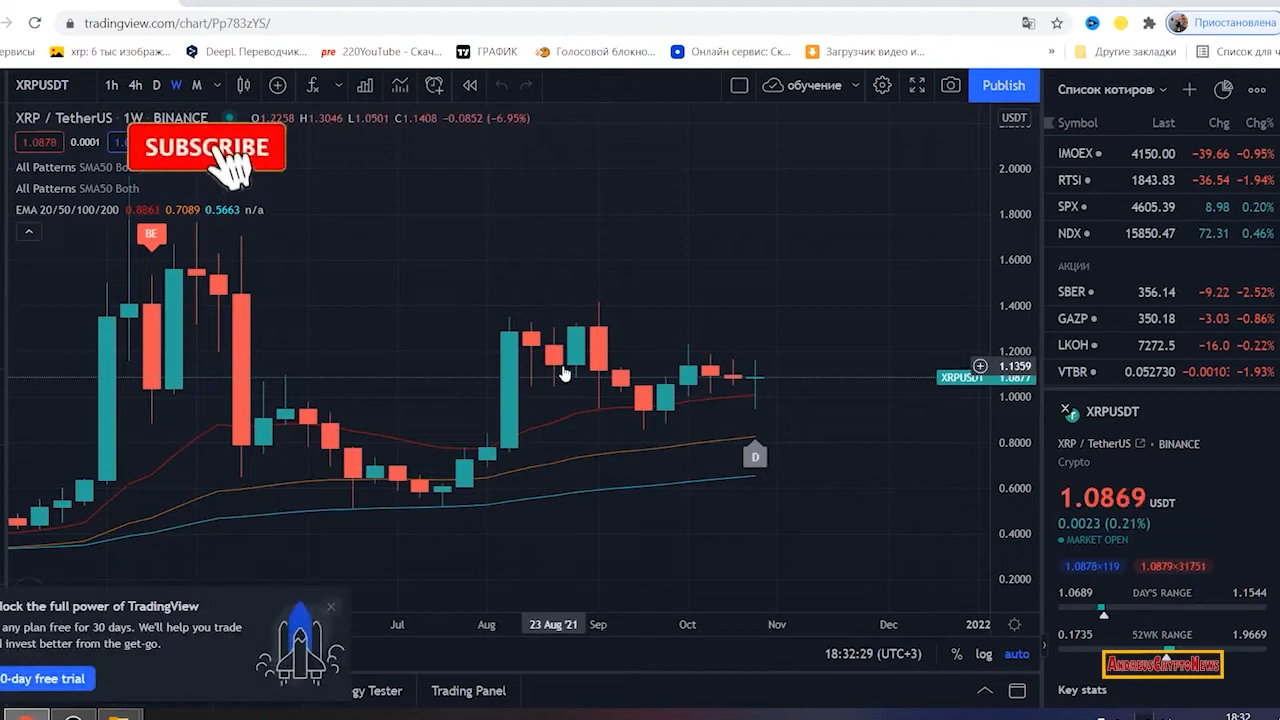 tradingview.com/chart/Pp783zYS/
Приостановлена
ервисы
xrp: 6 тыс изображ...
DeepL Переводчик...
pre 220YouTube - Скач...
ГРАФИК
Голосовой блокно...
Онлайн сервис: Ск...
Загрузчик видео и...
»
Другие закладки
Список для ч
XRPUSDT
1h 4h D W M
обучение
Publish
Список котиров
XRP / TetherUS · 1W · BINANCE
O1.2258 H1.3046 L1.0501 C1.1408 −0.0852 (−6.95%)
USDT
1.0878 0.0001
SUBSCRIBE
All Patterns SMA50 Bo
All Patterns SMA50 Both
EMA 20/50/100/200 0.8861 0.7089 0.5663 n/a
BE
D
2.0000
1.8000
1.6000
1.4000
1.2000
1.1359
XRPUSDT 1.0877
1.0000
0.8000
0.6000
0.4000
0.2000
Jul Aug 23 Aug '21 Sep Oct Nov Dec 2022
18:32:29 (UTC+3) % log auto
lock the full power of TradingView
any plan free for 30 days. We'll help you trade
d invest better from the get-go.
0-day free trial
gy Tester Trading Panel
Symbol Last Chg Chg%
IMOEX 4150.00 −39.66 −0.95%
RTSI 1843.83 −36.54 −1.94%
SPX 4605.39 8.98 0.20%
NDX 15850.47 72.31 0.46%
АКЦИИ
SBER 356.14 −9.22 −2.52%
GAZP 350.18 −3.03 −0.86%
LKOH 7272.5 −16.0 −0.22%
VTBR 0.052730 −0.00103 −1.93%
XRPUSDT
XRP / TetherUS · BINANCE
Crypto
1.0869 USDT
0.0023 (0.21%)
MARKET OPEN
1.0878×119 1.0879×31751
1.0689 DAY'S RANGE 1.1544
0.1735 52WK RANGE 1.9669
AndreusCryptoNews
Key stats
18:32